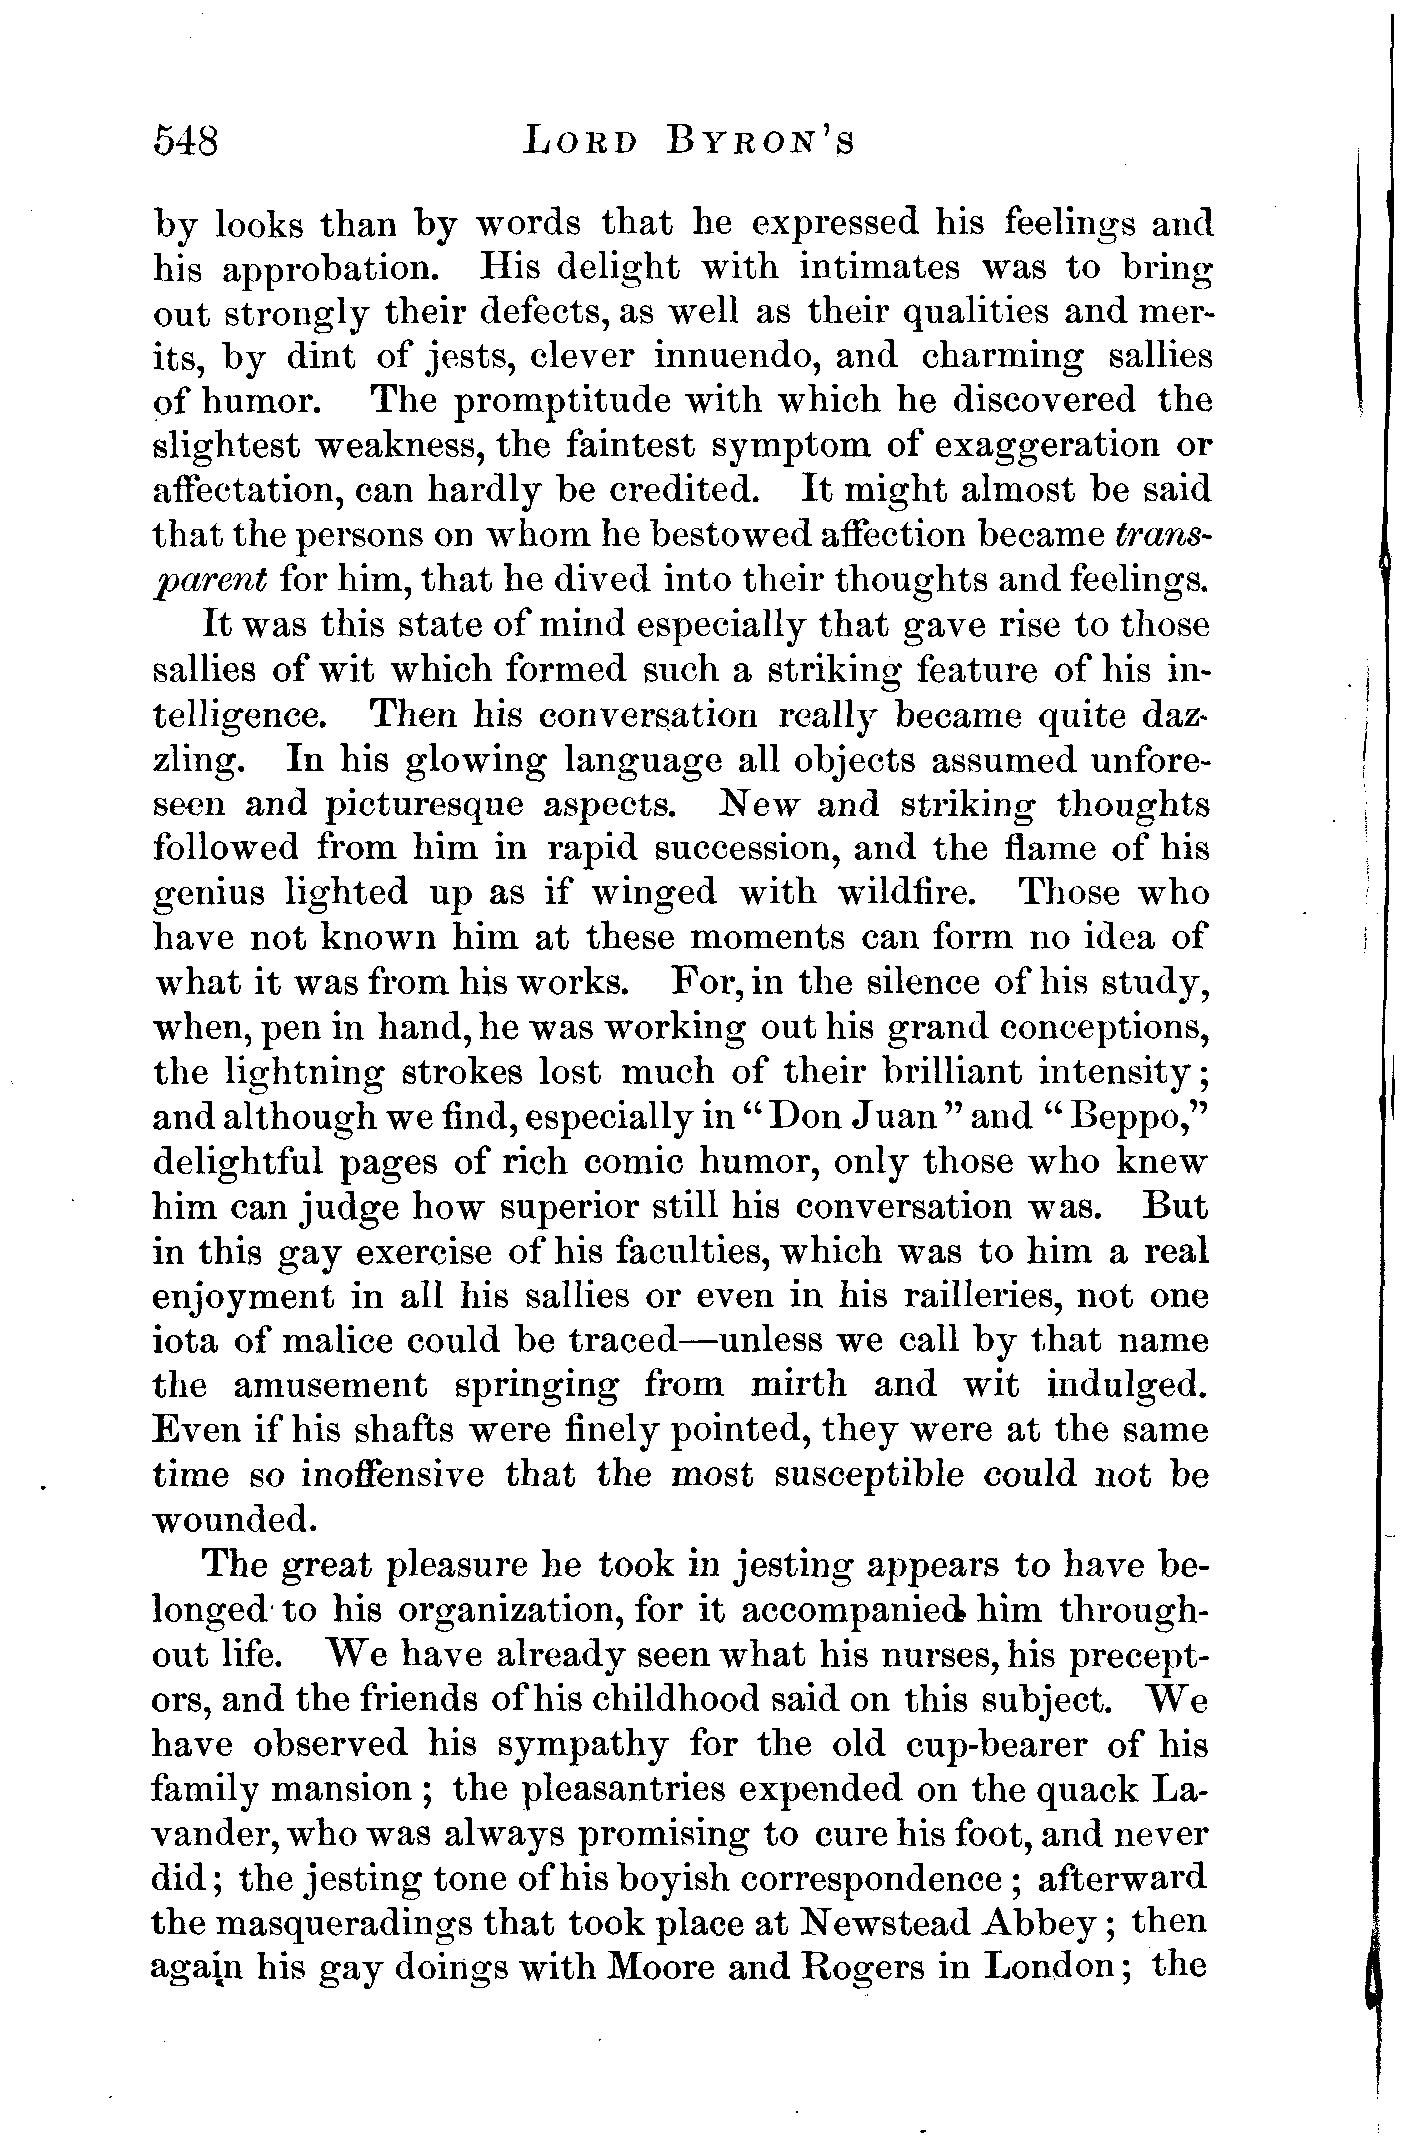 548 LORD BYRON'S
by looks than by words that he expressed his feelings and
his approbation. His delight with intimates was to bring
out strongly their defects, as well as their qualities and mer-
its, by dint of jests, clever innuendo, and charming sallies
of humor. The promptitude with which he discovered the
slightest weakness, the faintest symptom of exaggeration or
affectation, can hardly be credited. It might almost be said
that the persons on whom he bestowed affection became trans-
parent for him, that he dived into their thoughts and feelings.
It was this state of mind especially that gave rise to those
sallies of wit which formed such a striking feature of his in-
telligence. Then his conversation really became quite daz-
zling. In his glowing language all objects assumed unfore-
seen and picturesque aspects. New and striking thoughts
followed from him in rapid succession, and the flame of his
genius lighted up as if winged with wildfire. Those who
have not known him at these moments can form no idea of
what it was from his works. For, in the silence of his study,
when, pen in hand, he was working out his grand conceptions,
the lightning strokes lost much of their brilliant intensity;
and although we find, especially in "Don Juan" and "Beppo,"
delightful pages of rich comic humor, only those who knew
him can judge how superior still his conversation was. But
in this gay exercise of his faculties, which was to him a real
enjoyment in all his sallies or even in his railleries, not one
iota of malice could be traced—unless we call by that name
the amusement springing from mirth and wit indulged.
Even if his shafts were finely pointed, they were at the same
time so inoffensive that the most susceptible could not be
wounded.
The great pleasure he took in jesting appears to have be-
longed to his organization, for it accompanied him through-
out life. We have already seen what his nurses, his precept-
ors, and the friends of his childhood said on this subject. We
have observed his sympathy for the old cup-bearer of his
family mansion; the pleasantries expended on the quack La-
vander, who was always promising to cure his foot, and never
did; the jesting tone of his boyish correspondence; afterward
the masqueradings that took place at Newstead Abbey; then
again his gay doings with Moore and Rogers in London; the